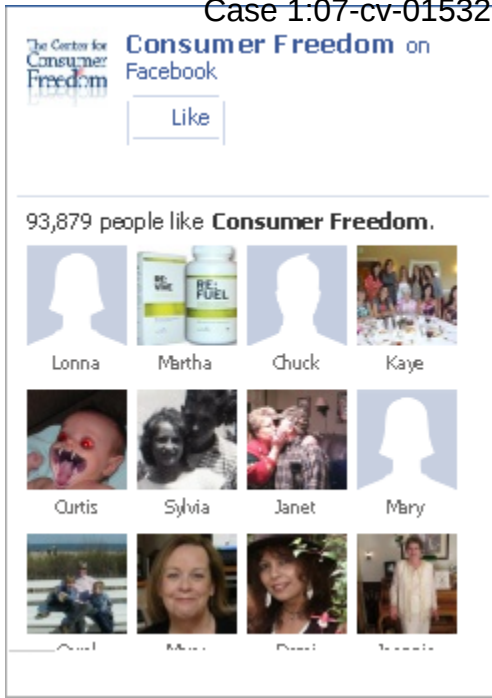 Case 1:07-cv-01532
The Center for
Consumer
Freedom
Consumer Freedom on
Facebook
Like
93,879 people like Consumer Freedom.
RE:
FUEL
Lonna Martha Chuck Kaye
Curtis Sylvia Janet Mary